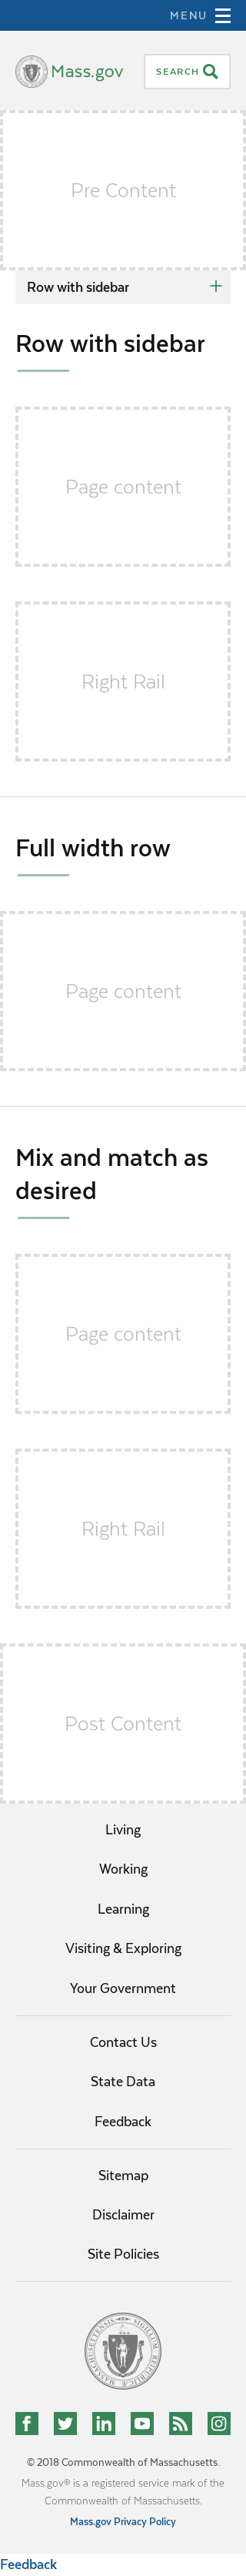 MENU
Mass.gov
SEARCH
Pre Content
Row with sidebar
Row with sidebar
Page content
Right Rail
Full width row
Page content
Mix and match as
desired
Page content
Right Rail
Post Content
Living
Working
Learning
Visiting & Exploring
Your Government
Contact Us
State Data
Feedback
Sitemap
Disclaimer
Site Policies
© 2018 Commonwealth of Massachusetts.
Mass.gov® is a registered service mark of the
Commonwealth of Massachusetts.
Mass.gov Privacy Policy
Feedback